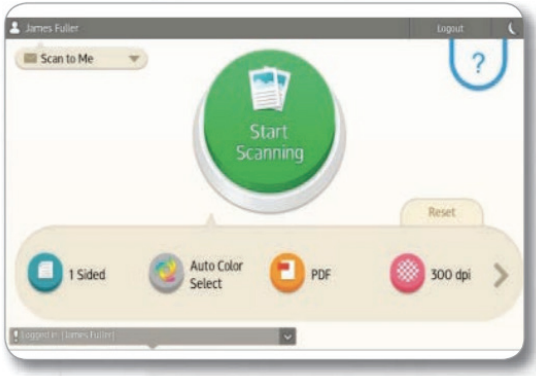 James Fuller
Logout
Scan to Me
?
Start
Scanning
Reset
1 Sided
Auto Color
Select
PDF
300 dpi
! Logged in: (James Fuller)